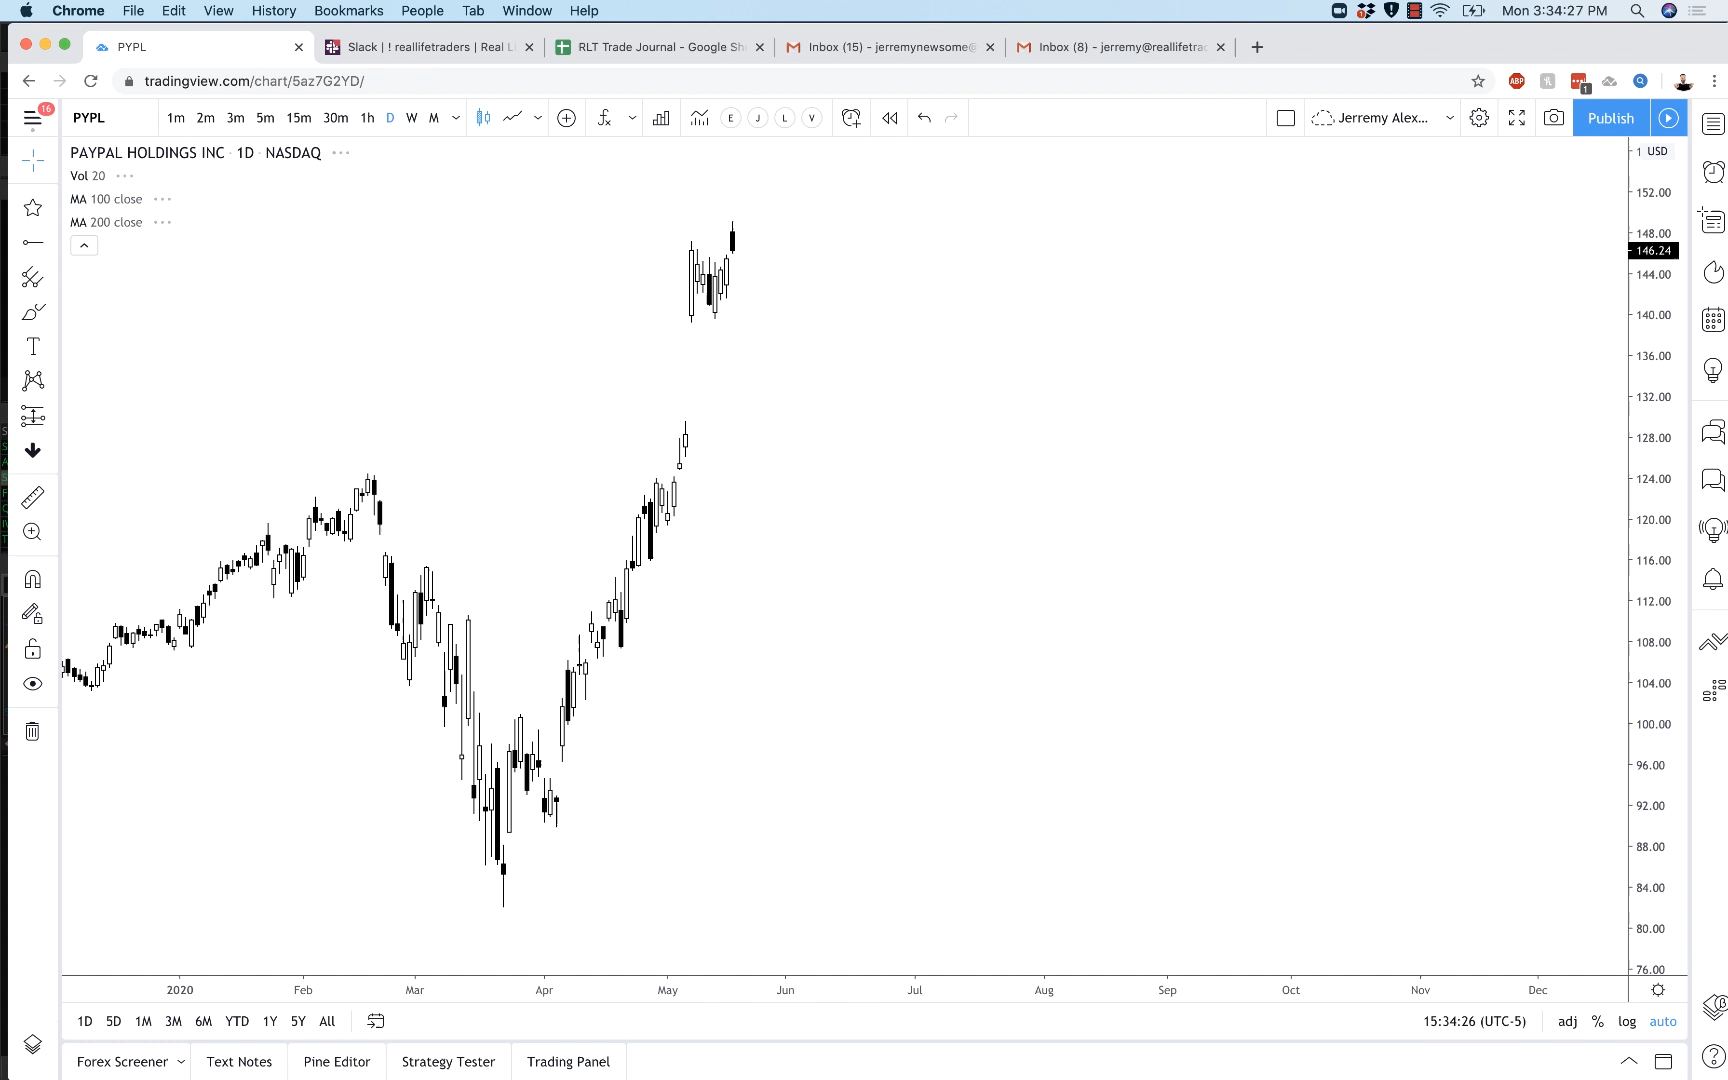 Chrome File Edit View History Bookmarks People Tab Window Help
1
Mon 3:34:27 PM
PYPL
Slack | ! reallifetraders | Real L
RLT Trade Journal - Google She
Inbox (15) - jerremynewsome@
Inbox (8) - jerremy@reallifetrad
tradingview.com/chart/5az7G2YD/
ABP
1
16
PYPL
1m 2m 3m 5m 15m 30m 1h D W M
E J L V
Jerremy Alex...
Publish
PAYPAL HOLDINGS INC · 1D · NASDAQ
Vol 20
MA 100 close
MA 200 close
1 USD
152.00
148.00
146.24
144.00
140.00
136.00
132.00
128.00
124.00
120.00
116.00
112.00
108.00
104.00
100.00
96.00
92.00
88.00
84.00
80.00
76.00
2020 Feb Mar Apr May Jun Jul Aug Sep Oct Nov Dec
1D 5D 1M 3M 6M YTD 1Y 5Y All
15:34:26 (UTC-5)
adj % log auto
Forex Screener Text Notes Pine Editor Strategy Tester Trading Panel